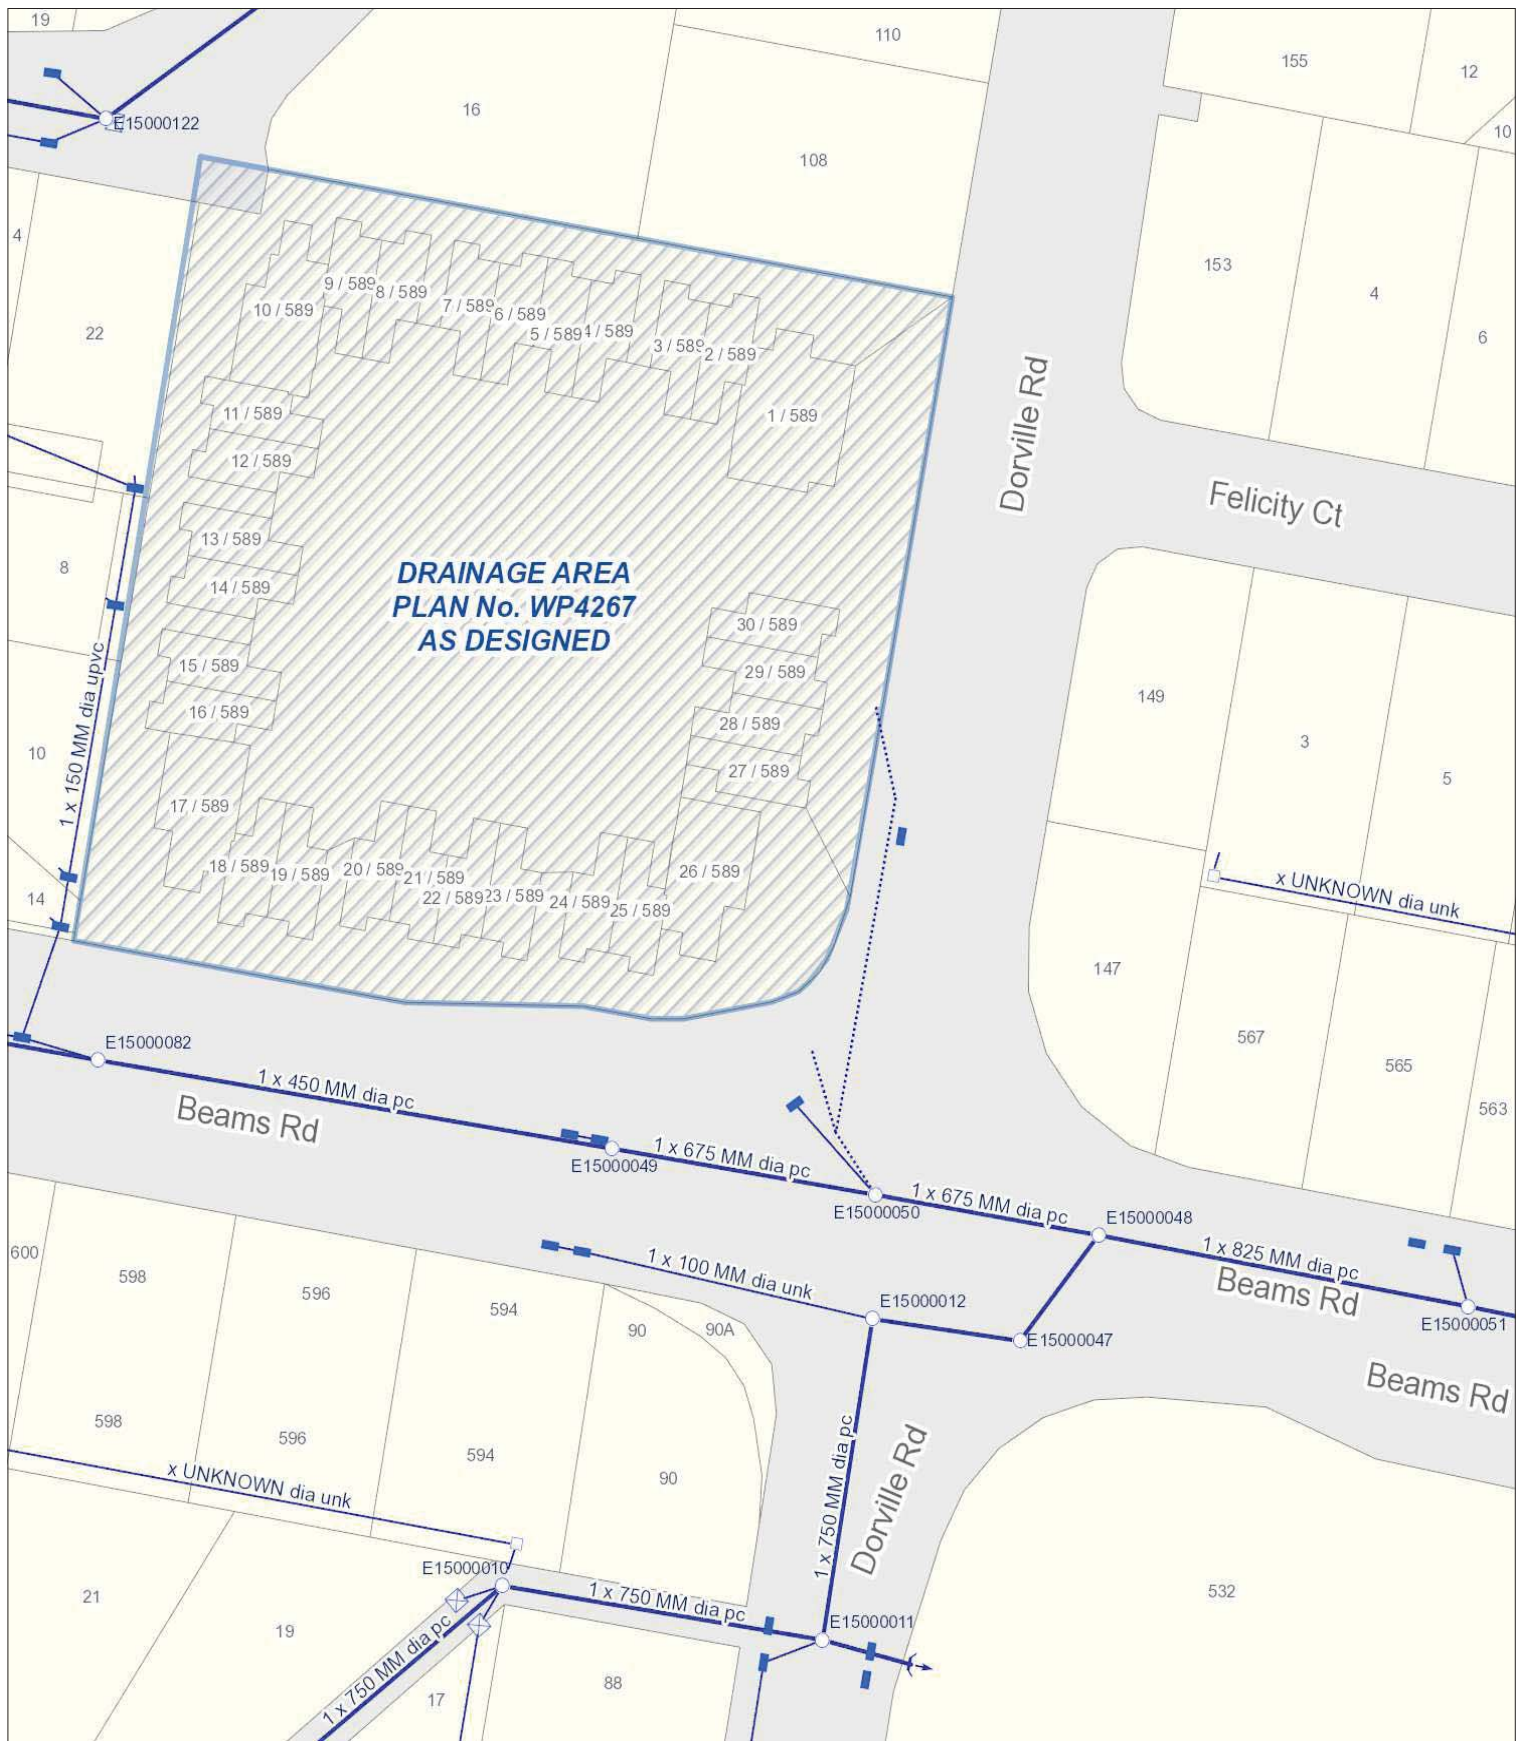 19
110
155
12
16
10
E15000122
108
4
22
153
4
6
9 / 589
8 / 589
10 / 589
7 / 589
6 / 589
5 / 589
/ 589
3 / 589
2 / 589
1 / 589
11 / 589
12 / 589
Dorville Rd
Felicity Ct
13 / 589
14 / 589
8
DRAINAGE AREA
PLAN No. WP4267
AS DESIGNED
30 / 589
29 / 589
28 / 589
27 / 589
15 / 589
16 / 589
149
3
5
10
1 x 150 MM dia upvc
17 / 589
18 / 589
19 / 589
20 / 589
21 / 589
22 / 589
23 / 589
24 / 589
25 / 589
26 / 589
14
x UNKNOWN dia unk
147
567
565
563
E15000082
1 x 450 MM dia pc
Beams Rd
E15000049
1 x 675 MM dia pc
E15000050
1 x 675 MM dia pc
E15000048
1 x 825 MM dia pc
Beams Rd
E15000051
600
598
596
594
1 x 100 MM dia unk
E15000012
90
90A
E15000047
Beams Rd
598
596
594
90
x UNKNOWN dia unk
1 x 750 MM dia pc
Dorville Rd
E15000010
1 x 750 MM dia pc
E15000011
532
21
19
1 x 750 MM dia pc
17
88